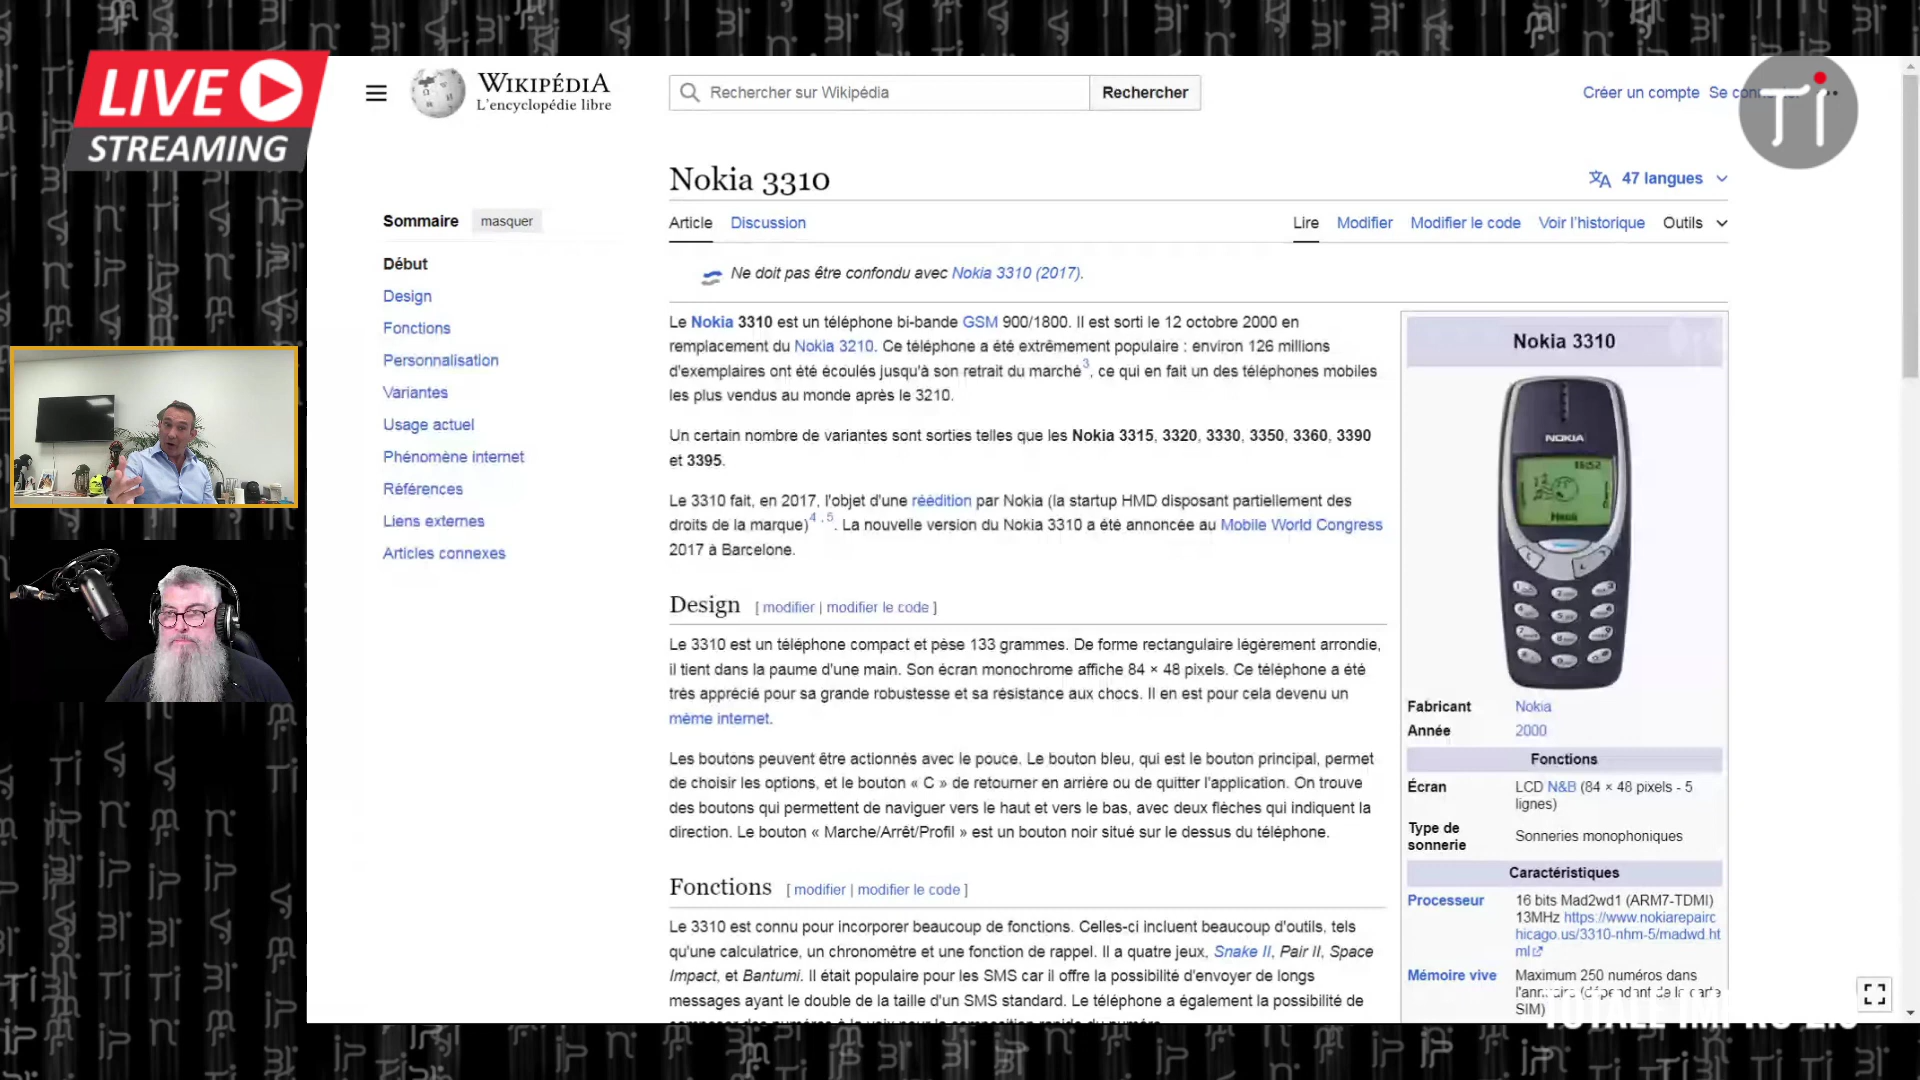 LIVE
STREAMING
WIKIPÉDIA
L'encyclopédie libre
Rechercher sur Wikipédia
Rechercher
Créer un compte
Ti
Nokia 3310
47 langues
Sommaire
masquer
Article
Discussion
Lire
Modifier
Modifier le code
Voir l'historique
Outils
Ne doit pas être confondu avec Nokia 3310 (2017).
Début
Design
Fonctions
Personnalisation
Variantes
Usage actuel
Phénomène internet
Références
Liens externes
Articles connexes
Le Nokia 3310 est un téléphone bi-bande GSM 900/1800. Il est sorti le 12 octobre 2000 en
remplacement du Nokia 3210. Ce téléphone a été extrêmement populaire : environ 126 millions
d'exemplaires ont été écoulés jusqu'à son retrait du marché3, ce qui en fait un des téléphones mobiles
les plus vendus au monde après le 3210.
Un certain nombre de variantes sont sorties telles que les Nokia 3315, 3320, 3330, 3350, 3360, 3390
et 3395.
Le 3310 fait, en 2017, l'objet d'une réédition par Nokia (la startup HMD disposant partiellement des
droits de la marque)4, 5. La nouvelle version du Nokia 3310 a été annoncée au Mobile World Congress
2017 à Barcelone.
Design [ modifier | modifier le code ]
Le 3310 est un téléphone compact et pèse 133 grammes. De forme rectangulaire légèrement arrondie,
il tient dans la paume d'une main. Son écran monochrome affiche 84 × 48 pixels. Ce téléphone a été
très apprécié pour sa grande robustesse et sa résistance aux chocs. Il en est pour cela devenu un
mème internet.
Les boutons peuvent être actionnés avec le pouce. Le bouton bleu, qui est le bouton principal, permet
de choisir les options, et le bouton « C » de retourner en arrière ou de quitter l'application. On trouve
des boutons qui permettent de naviguer vers le haut et vers le bas, avec deux flèches qui indiquent la
direction. Le bouton « Marche/Arrêt/Profil » est un bouton noir situé sur le dessus du téléphone.
Fonctions [ modifier | modifier le code ]
Le 3310 est connu pour incorporer beaucoup de fonctions. Celles-ci incluent beaucoup d'outils, tels
qu'une calculatrice, un chronomètre et une fonction de rappel. Il a quatre jeux, Snake II, Pair II, Space
Impact, et Bantumi. Il était populaire pour les SMS car il offre la possibilité d'envoyer de longs
messages ayant le double de la taille d'un SMS standard. Le téléphone a également la possibilité de
Nokia 3310
NOKIA
16:52
Fabricant
Nokia
Année
2000
Fonctions
Écran
LCD N&B (84 × 48 pixels - 5
lignes)
Type de
sonnerie
Sonneries monophoniques
Caractéristiques
Processeur
16 bits Mad2wd1 (ARM7-TDMI)
13MHz https://www.nokiarepairc
hicago.us/3310-nhm-5/madwd.ht
ml
Mémoire vive
Maximum 250 numéros dans
l'annuaire (dépendant de la carte
SIM)